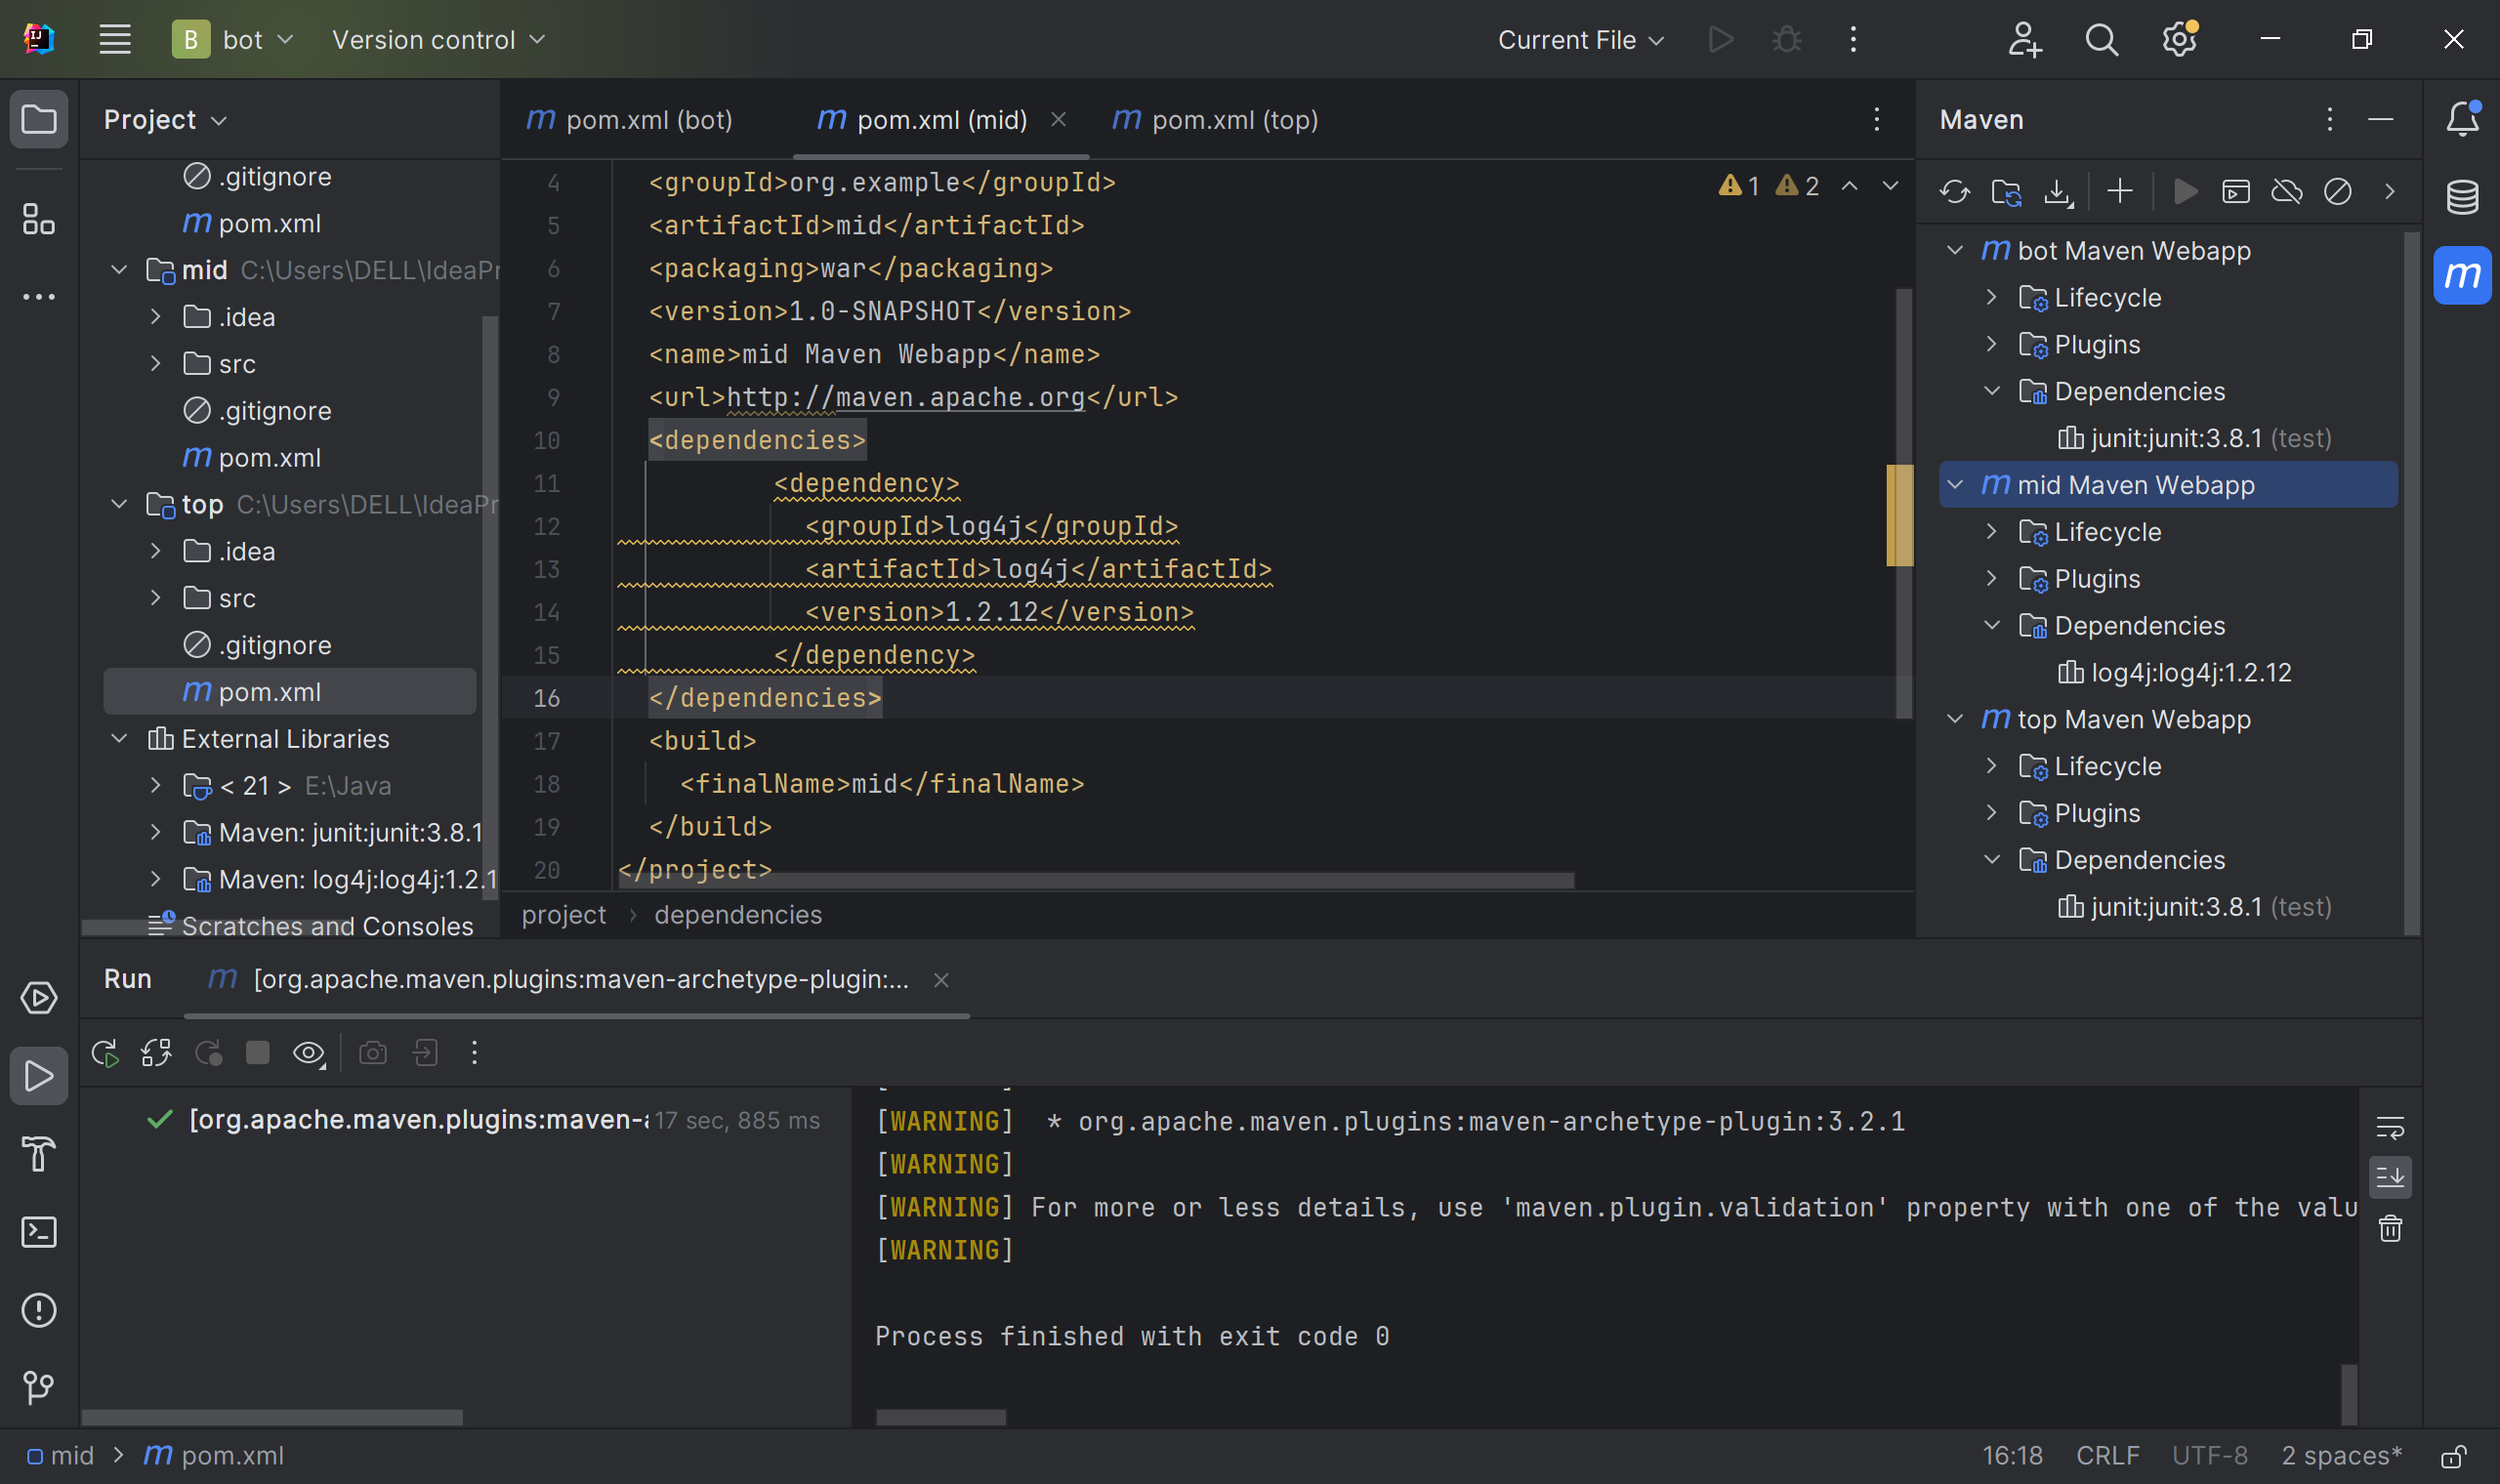 B bot Version control Current File
Project
.gitignore
pom.xml
mid C:\Users\DELL\IdeaPr
.idea
src
.gitignore
pom.xml
top C:\Users\DELL\IdeaPr
.idea
src
.gitignore
pom.xml
External Libraries
< 21 > E:\Java
Maven: junit:junit:3.8.1
Maven: log4j:log4j:1.2.1
Scratches and Consoles
pom.xml (bot) pom.xml (mid) pom.xml (top)
1 2
4 <groupId>org.example</groupId>
5 <artifactId>mid</artifactId>
6 <packaging>war</packaging>
7 <version>1.0-SNAPSHOT</version>
8 <name>mid Maven Webapp</name>
9 <url>http://maven.apache.org</url>
10 <dependencies>
11 <dependency>
12 <groupId>log4j</groupId>
13 <artifactId>log4j</artifactId>
14 <version>1.2.12</version>
15 </dependency>
16 </dependencies>
17 <build>
18 <finalName>mid</finalName>
19 </build>
20 </project>
project > dependencies
Maven
bot Maven Webapp
Lifecycle
Plugins
Dependencies
junit:junit:3.8.1 (test)
mid Maven Webapp
Lifecycle
Plugins
Dependencies
log4j:log4j:1.2.12
top Maven Webapp
Lifecycle
Plugins
Dependencies
junit:junit:3.8.1 (test)
Run [org.apache.maven.plugins:maven-archetype-plugin:...
[org.apache.maven.plugins:maven-a 17 sec, 885 ms
[WARNING]  * org.apache.maven.plugins:maven-archetype-plugin:3.2.1
[WARNING]
[WARNING] For more or less details, use 'maven.plugin.validation' property with one of the valu
[WARNING]
Process finished with exit code 0
mid > pom.xml 16:18 CRLF UTF-8 2 spaces*